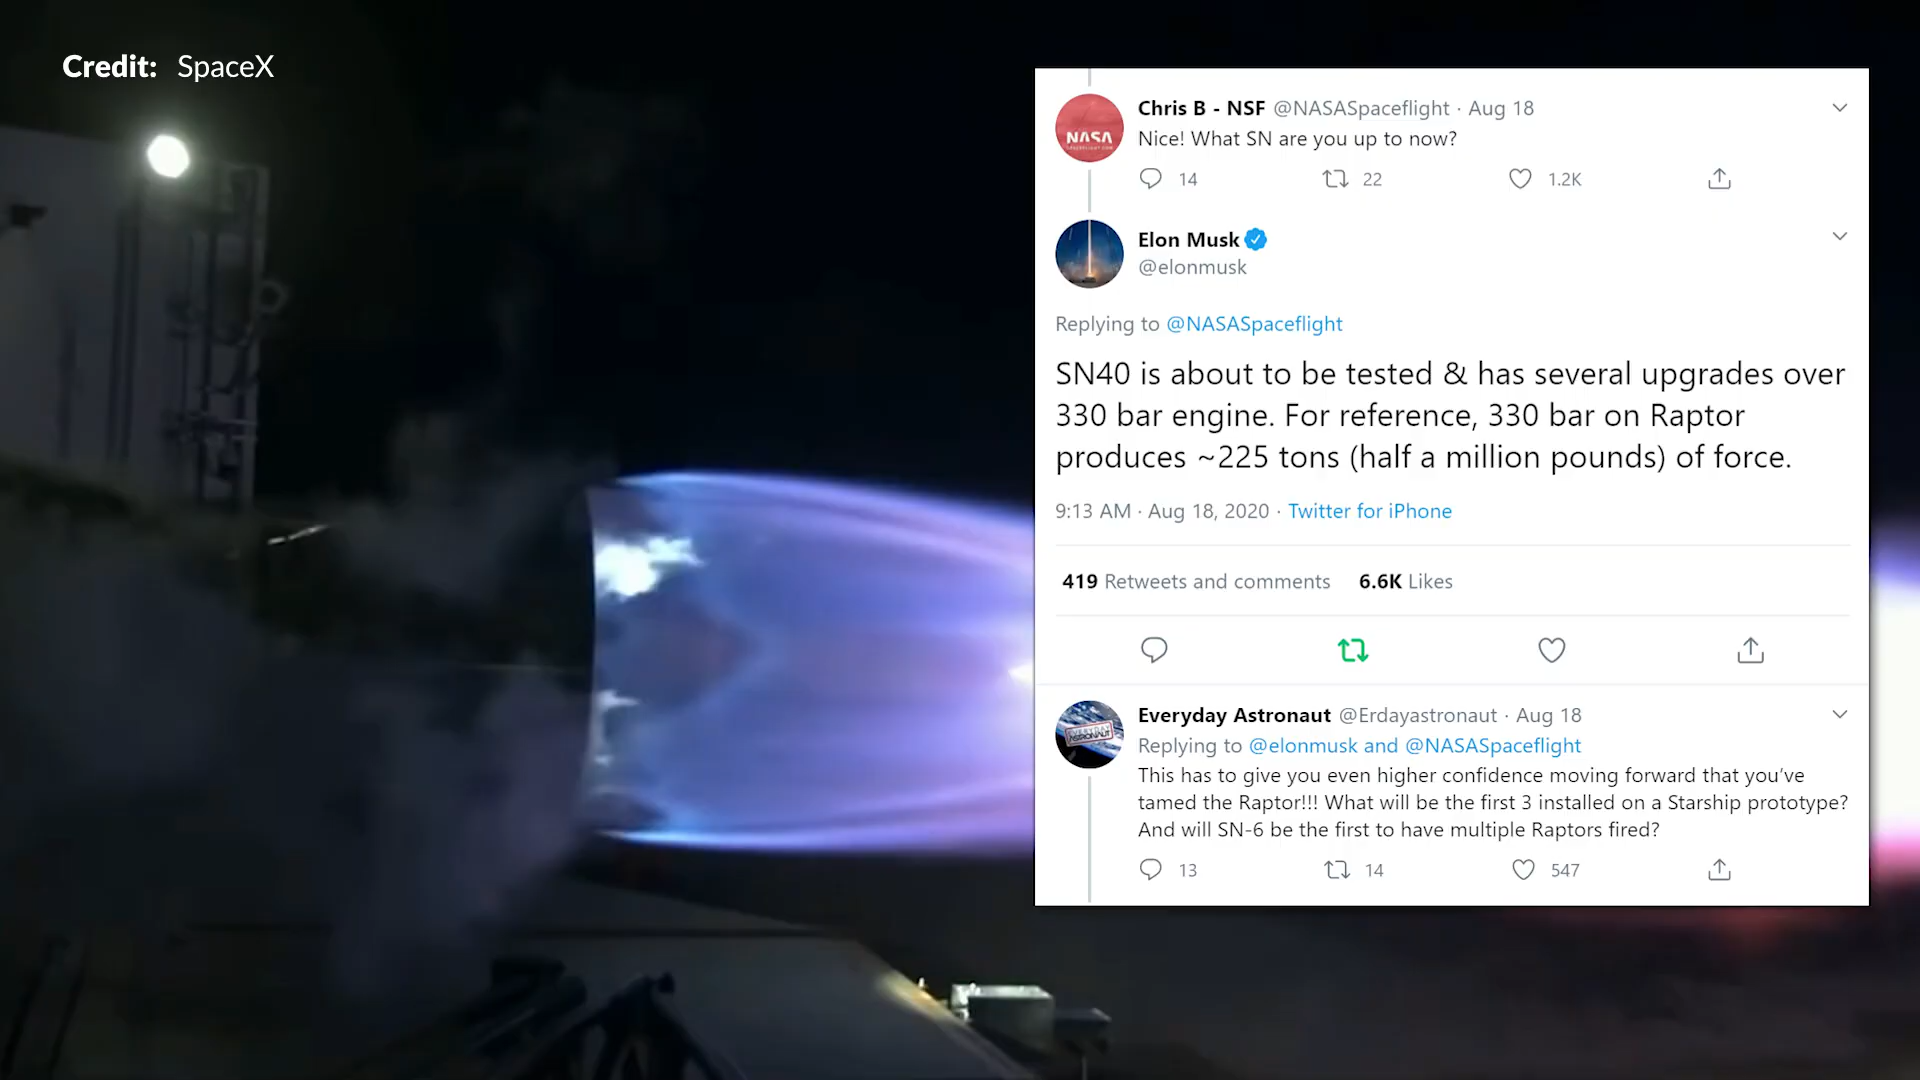 Credit: SpaceX
Chris B - NSF @NASASpaceflight · Aug 18
Nice! What SN are you up to now?
14 22 1.2K
NASA
Elon Musk
@elonmusk
Replying to @NASASpaceflight
SN40 is about to be tested & has several upgrades over
330 bar engine. For reference, 330 bar on Raptor
produces ~225 tons (half a million pounds) of force.
9:13 AM · Aug 18, 2020 · Twitter for iPhone
419 Retweets and comments 6.6K Likes
Everyday Astronaut @Erdayastronaut · Aug 18
Replying to @elonmusk and @NASASpaceflight
This has to give you even higher confidence moving forward that you’ve
tamed the Raptor!!! What will be the first 3 installed on a Starship prototype?
And will SN-6 be the first to have multiple Raptors fired?
13 14 547